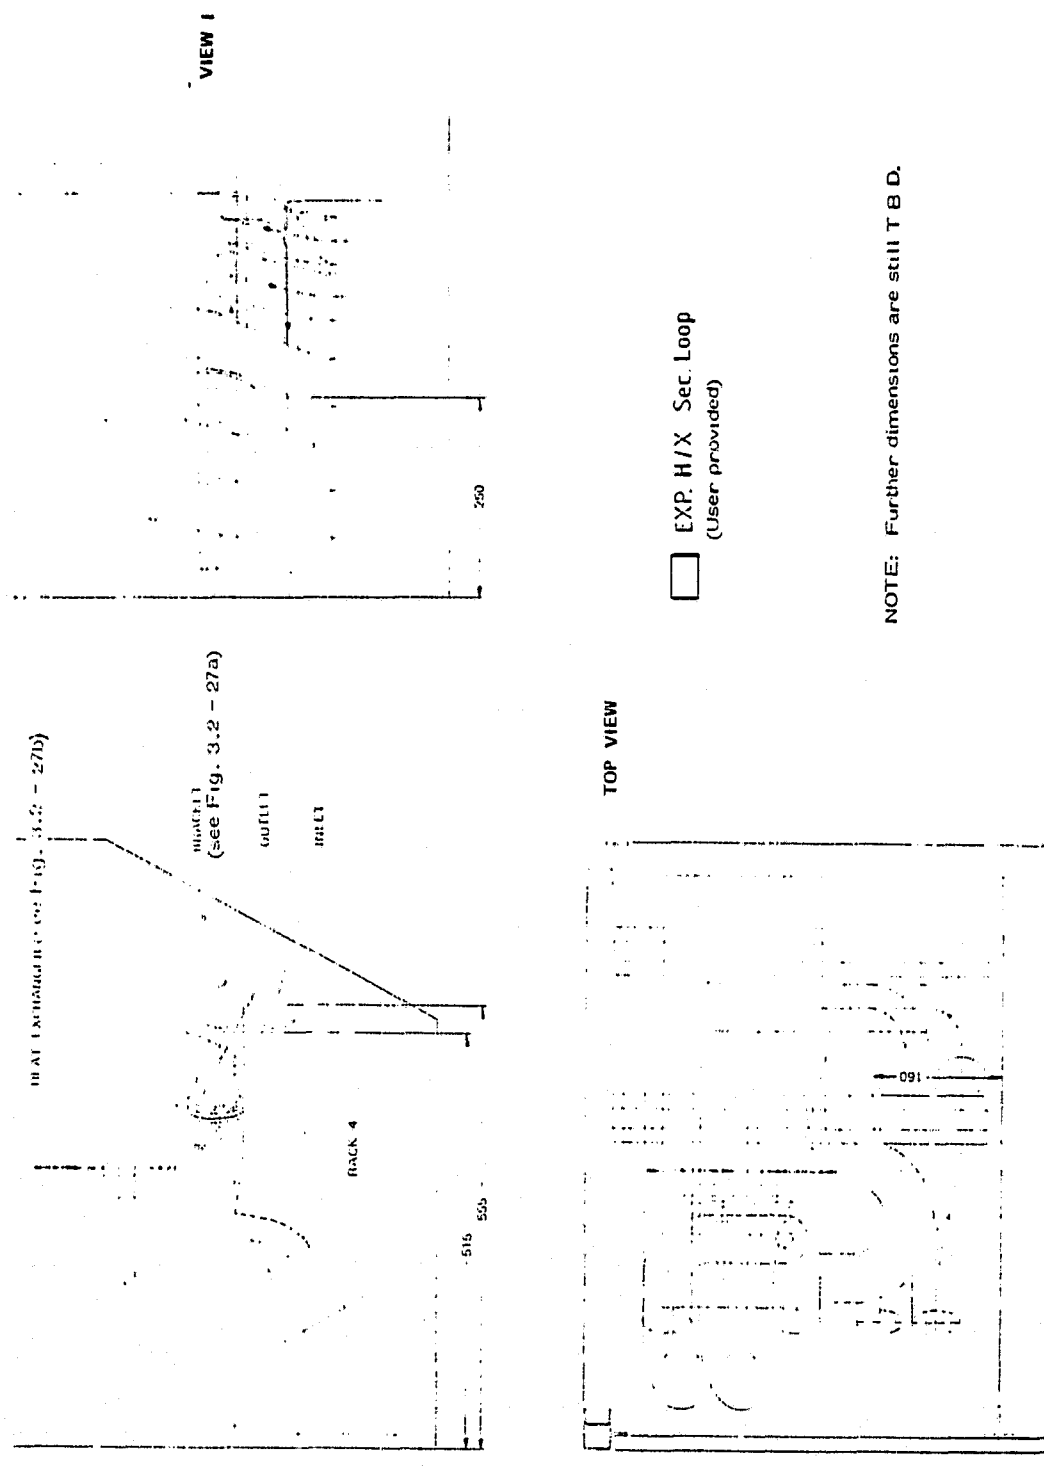 VIEW I
250
HEAT EXCHANGER (see Fig. 3.2 - 27b)
BRACKET
(see Fig. 3.2 - 27a)
OUTLET
INLET
RACK 4
515
555
EXP. H/X Sec. Loop
(User provided)
TOP VIEW
160
NOTE: Further dimensions are still T B D.